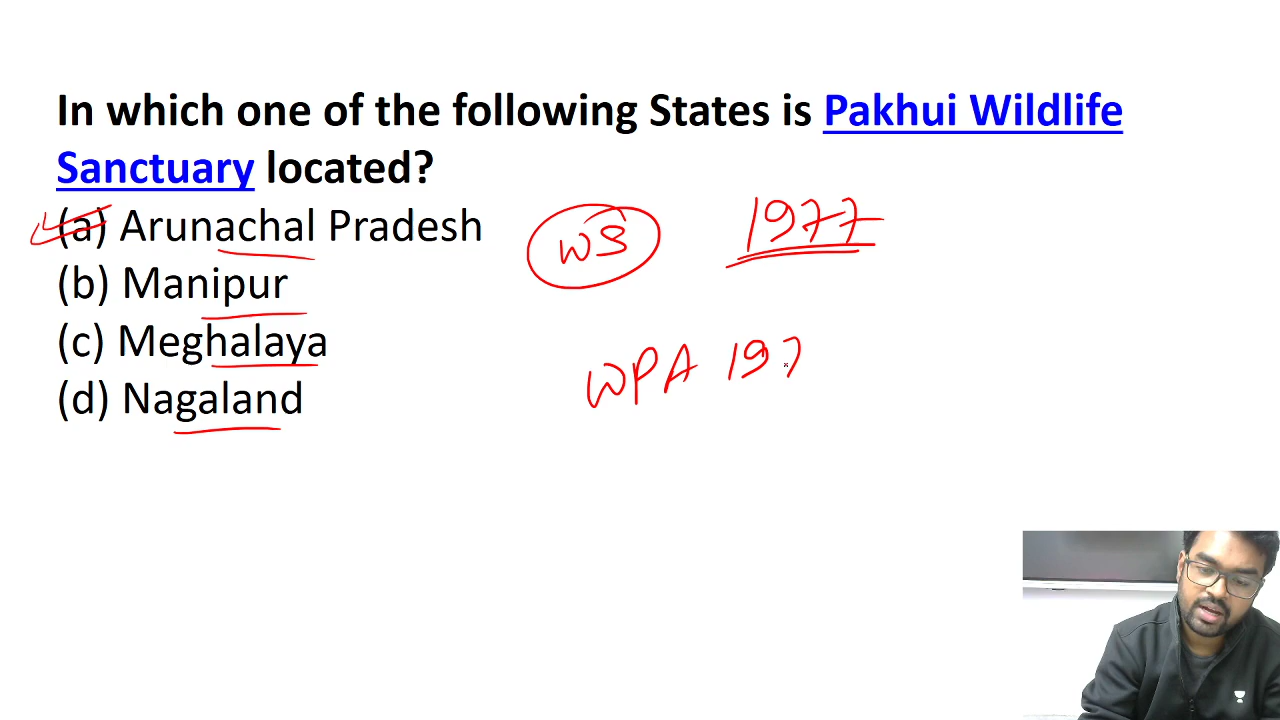 In which one of the following States is Pakhui Wildlife
Sanctuary located?
(a) Arunachal Pradesh
(b) Manipur
(c) Meghalaya
(d) Nagaland
WS
1977
WPA 197